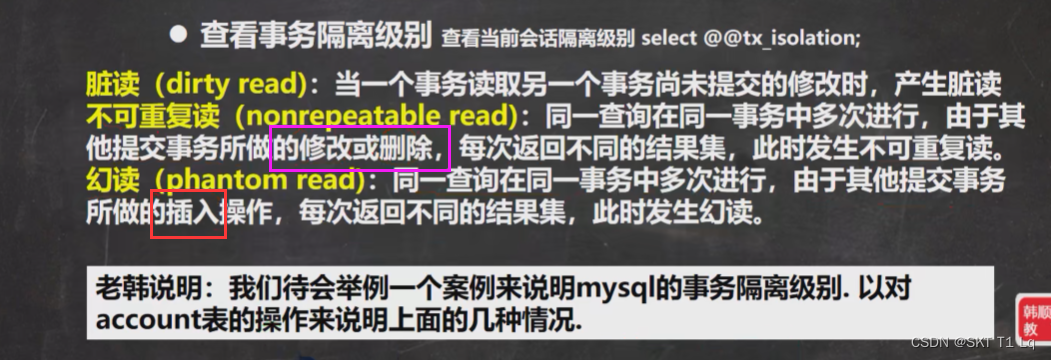 ● 查看事务隔离级别 查看当前会话隔离级别 select @@tx_isolation;
脏读（dirty read)：当一个事务读取另一个事务尚未提交的修改时，产生脏读
不可重复读（nonrepeatable read)：同一查询在同一事务中多次进行，由于其
他提交事务所做的修改或删除，每次返回不同的结果集，此时发生不可重复读。
幻读（phantom read)：同一查询在同一事务中多次进行，由于其他提交事务
所做的插入操作，每次返回不同的结果集，此时发生幻读。
老韩说明：我们待会举例一个案例来说明mysql的事务隔离级别. 以对
account表的操作来说明上面的几种情况.
韩顺
教
CSDN @SKT T1 Lq